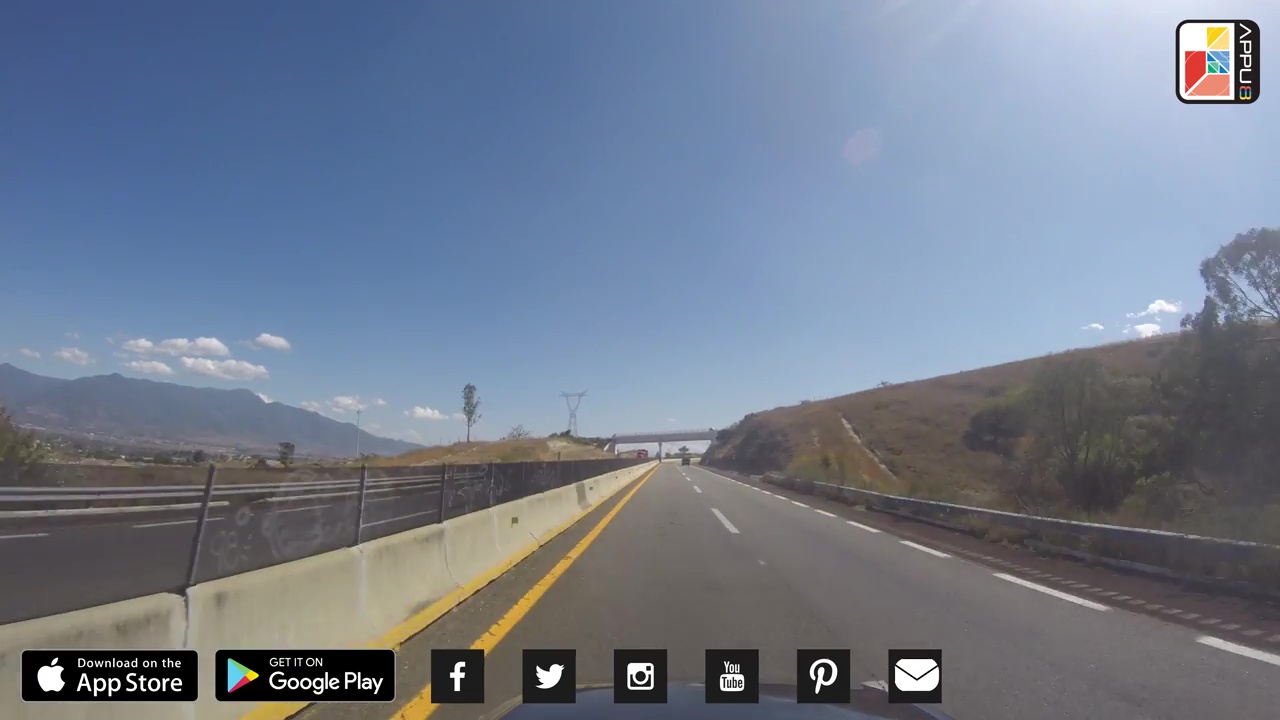 APPU8
Download on the
App Store
GET IT ON
Google Play
f
You
Tube